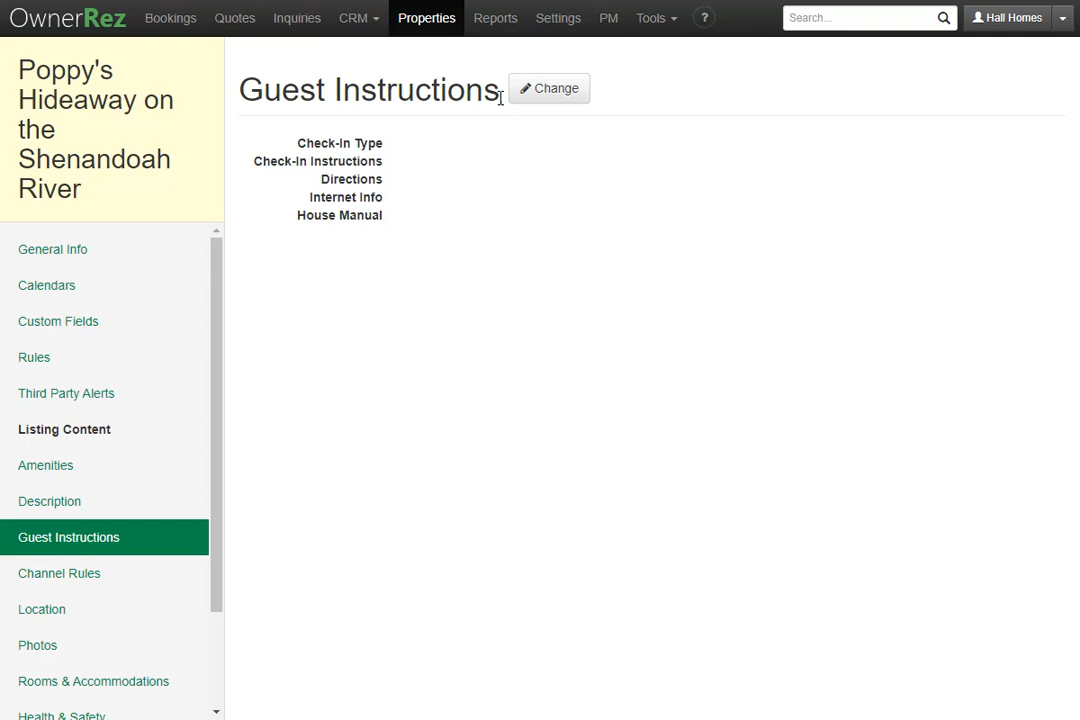 OwnerRez Bookings Quotes Inquiries CRM Properties Reports Settings PM Tools ? Search... Hall Homes
Poppy's
Hideaway on
the
Shenandoah
River
General Info
Calendars
Custom Fields
Rules
Third Party Alerts
Listing Content
Amenities
Description
Guest Instructions
Channel Rules
Location
Photos
Rooms & Accommodations
Health & Safety
Guest Instructions Change
Check-In Type
Check-In Instructions
Directions
Internet Info
House Manual